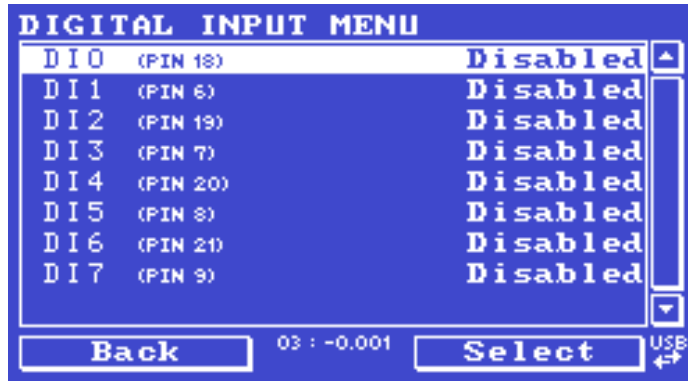 DIGITAL INPUT MENU
DI0 (PIN 18) Disabled
DI1 (PIN 6) Disabled
DI2 (PIN 19) Disabled
DI3 (PIN 7) Disabled
DI4 (PIN 20) Disabled
DI5 (PIN 8) Disabled
DI6 (PIN 21) Disabled
DI7 (PIN 9) Disabled
Back 03 : -0.001 Select USB